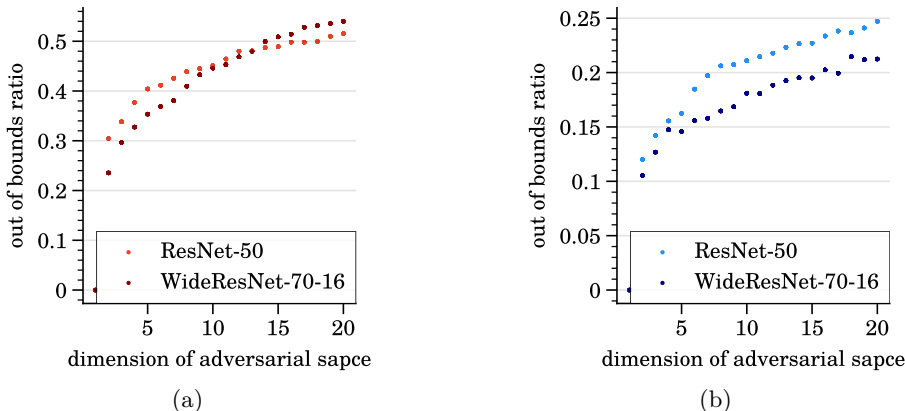 0.5
0.4
0.3
0.2
0.1
0
out of bounds ratio
ResNet-50
WideResNet-70-16
5 10 15 20
dimension of adversarial sapce
(a)
0.25
0.2
0.15
0.1
0.05
0
out of bounds ratio
ResNet-50
WideResNet-70-16
5 10 15 20
dimension of adversarial sapce
(b)